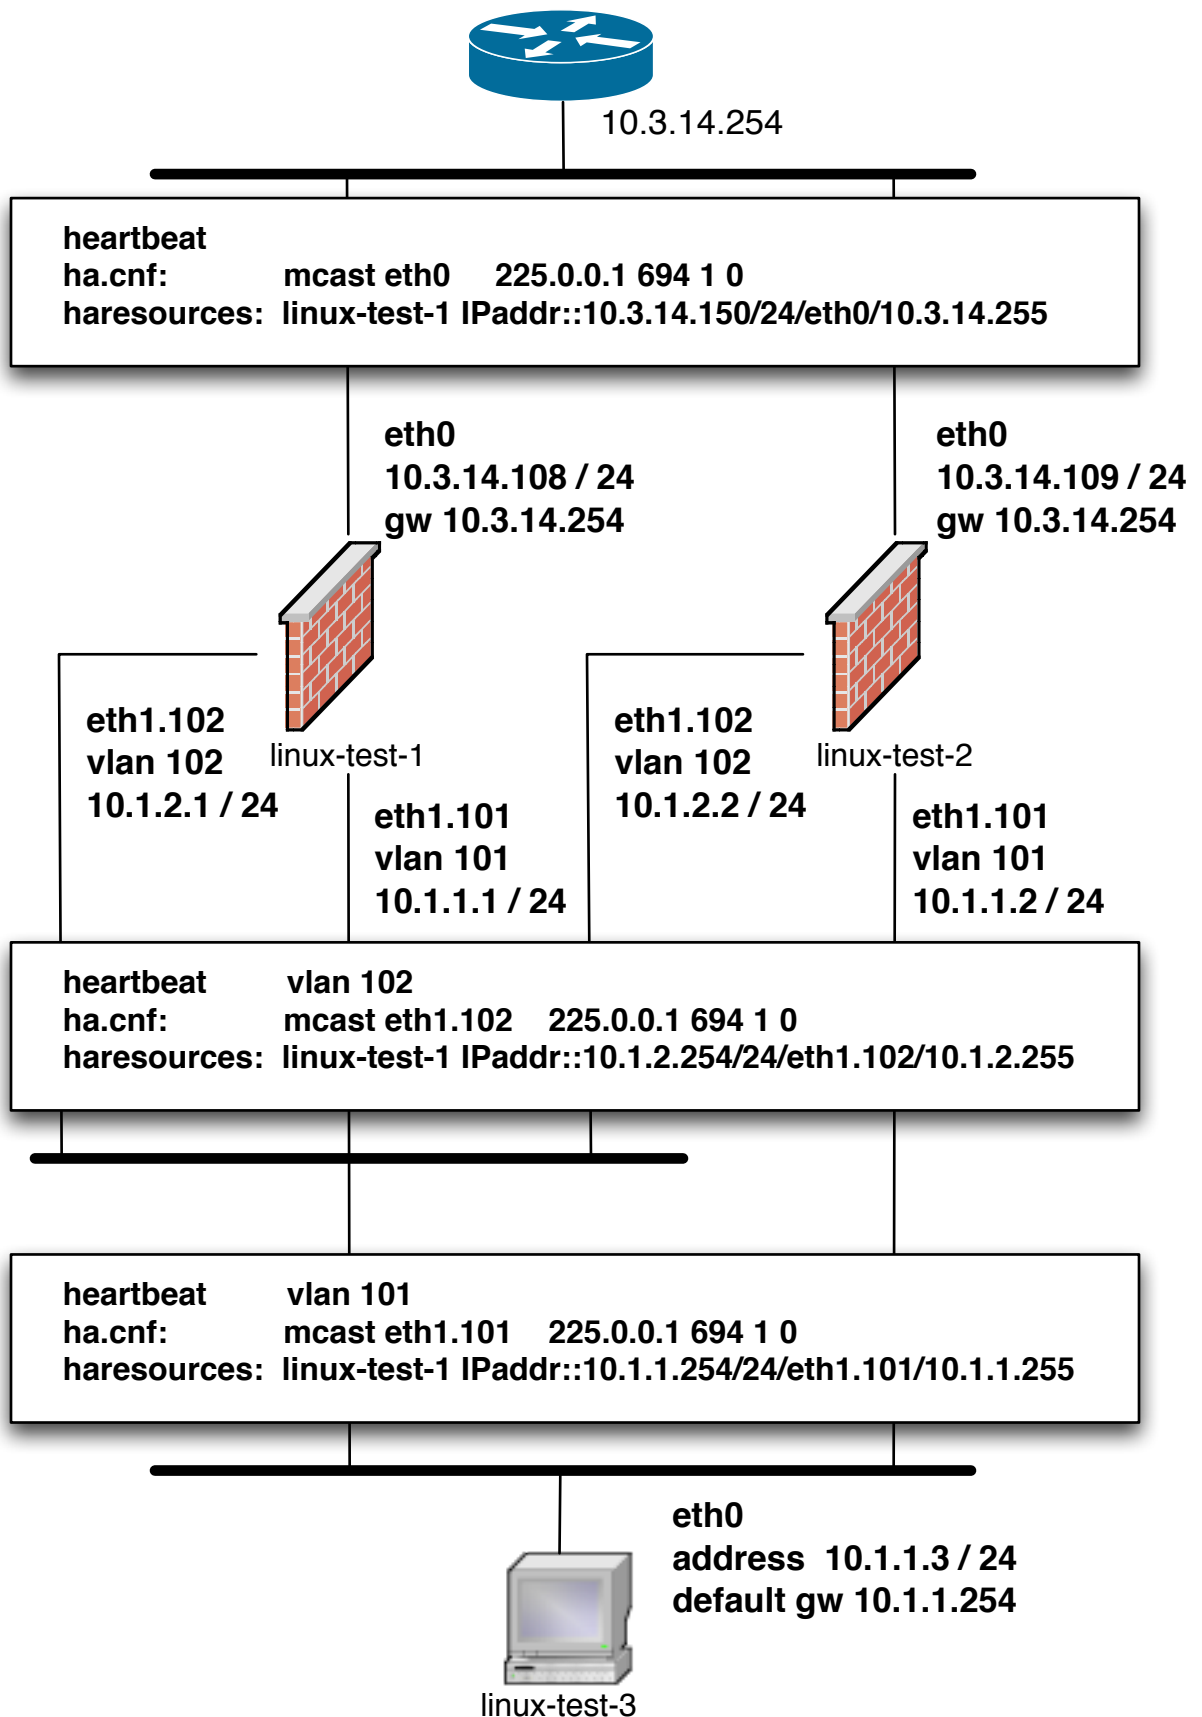 10.3.14.254
heartbeat
ha.cnf: mcast eth0 225.0.0.1 694 1 0
haresources: linux-test-1 IPaddr::10.3.14.150/24/eth0/10.3.14.255
eth0
10.3.14.108 / 24
gw 10.3.14.254
eth0
10.3.14.109 / 24
gw 10.3.14.254
linux-test-1
linux-test-2
eth1.102
vlan 102
10.1.2.1 / 24
eth1.101
vlan 101
10.1.1.1 / 24
eth1.102
vlan 102
10.1.2.2 / 24
eth1.101
vlan 101
10.1.1.2 / 24
heartbeat vlan 102
ha.cnf: mcast eth1.102 225.0.0.1 694 1 0
haresources: linux-test-1 IPaddr::10.1.2.254/24/eth1.102/10.1.2.255
heartbeat vlan 101
ha.cnf: mcast eth1.101 225.0.0.1 694 1 0
haresources: linux-test-1 IPaddr::10.1.1.254/24/eth1.101/10.1.1.255
eth0
address 10.1.1.3 / 24
default gw 10.1.1.254
linux-test-3